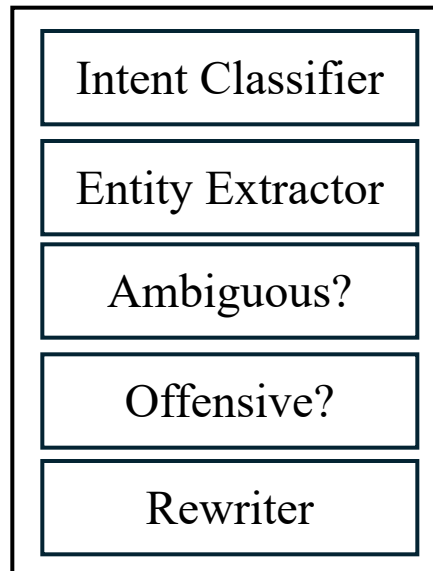 Intent Classifier
Entity Extractor
Ambiguous?
Offensive?
Rewriter